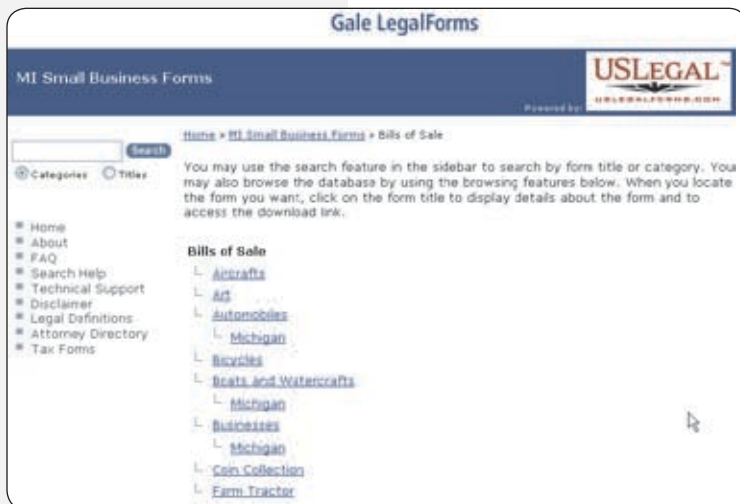 Gale LegalForms
MI Small Business Forms
USLEGAL™
USLEGALFORMS.COM
Powered by:
Home > MI Small Business Forms > Bills of Sale
Search
Categories Titles
You may use the search feature in the sidebar to search by form title or category. You
may also browse the database by using the browsing features below. When you locate
the form you want, click on the form title to display details about the form and to
access the download link.
Home
About
FAQ
Search Help
Technical Support
Disclaimer
Legal Definitions
Attorney Directory
Tax Forms
Bills of Sale
Aircrafts
Art
Automobiles
Michigan
Bicycles
Boats and Watercrafts
Michigan
Businesses
Michigan
Coin Collection
Farm Tractor